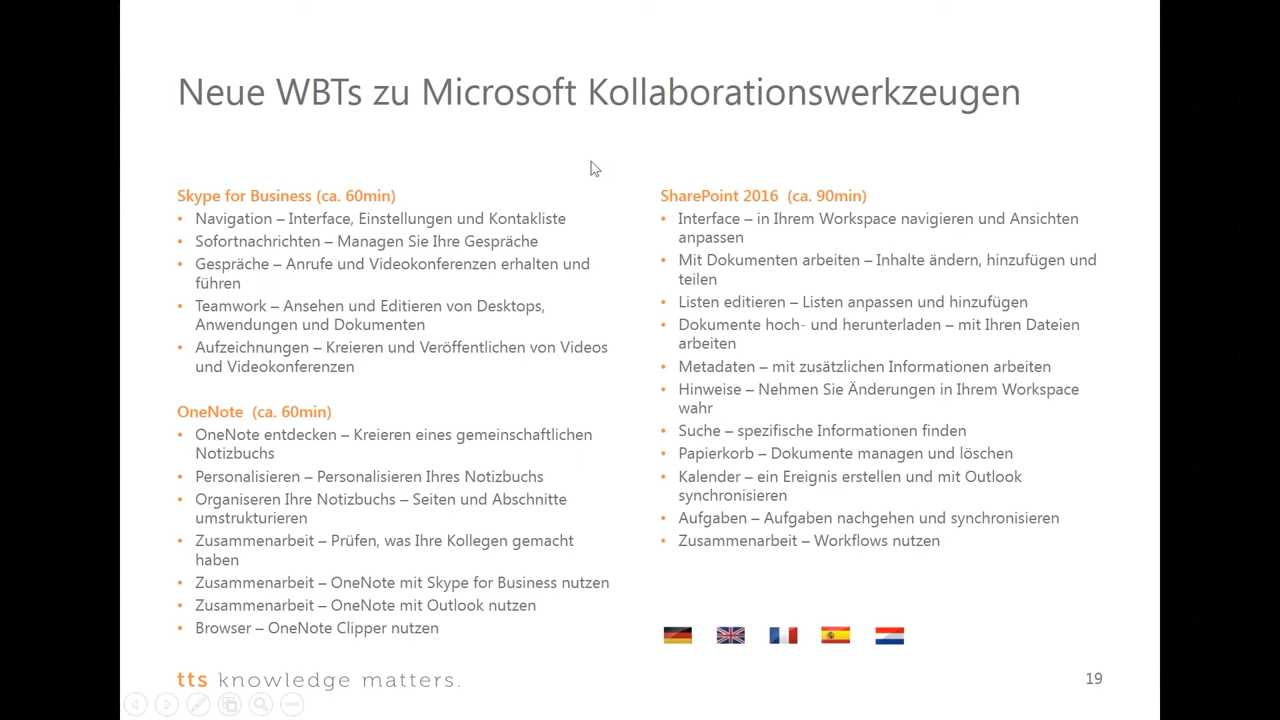 Neue WBTs zu Microsoft Kollaborationswerkzeugen
Skype for Business (ca. 60min)
• Navigation – Interface, Einstellungen und Kontakliste
• Sofortnachrichten – Managen Sie Ihre Gespräche
• Gespräche – Anrufe und Videokonferenzen erhalten und
führen
• Teamwork – Ansehen und Editieren von Desktops,
Anwendungen und Dokumenten
• Aufzeichnungen – Kreieren und Veröffentlichen von Videos
und Videokonferenzen
OneNote (ca. 60min)
• OneNote entdecken – Kreieren eines gemeinschaftlichen
Notizbuchs
• Personalisieren – Personalisieren Ihres Notizbuchs
• Organiseren Ihre Notizbuchs – Seiten und Abschnitte
umstrukturieren
• Zusammenarbeit – Prüfen, was Ihre Kollegen gemacht
haben
• Zusammenarbeit – OneNote mit Skype for Business nutzen
• Zusammenarbeit – OneNote mit Outlook nutzen
• Browser – OneNote Clipper nutzen
SharePoint 2016 (ca. 90min)
• Interface – in Ihrem Workspace navigieren und Ansichten
anpassen
• Mit Dokumenten arbeiten – Inhalte ändern, hinzufügen und
teilen
• Listen editieren – Listen anpassen und hinzufügen
• Dokumente hoch- und herunterladen – mit Ihren Dateien
arbeiten
• Metadaten – mit zusätzlichen Informationen arbeiten
• Hinweise – Nehmen Sie Änderungen in Ihrem Workspace
wahr
• Suche – spezifische Informationen finden
• Papierkorb – Dokumente managen und löschen
• Kalender – ein Ereignis erstellen und mit Outlook
synchronisieren
• Aufgaben – Aufgaben nachgehen und synchronisieren
• Zusammenarbeit – Workflows nutzen
tts knowledge matters.
19